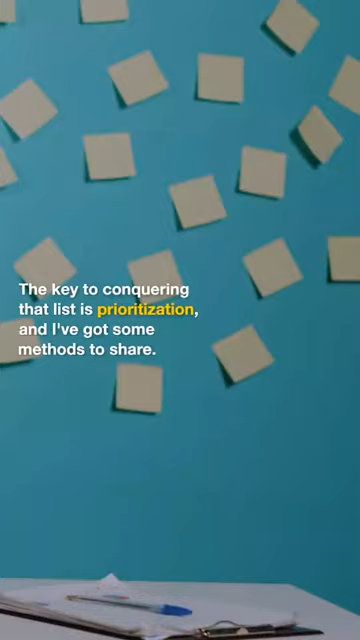 The key to conquering
that list is prioritization,
and I've got some
methods to share.